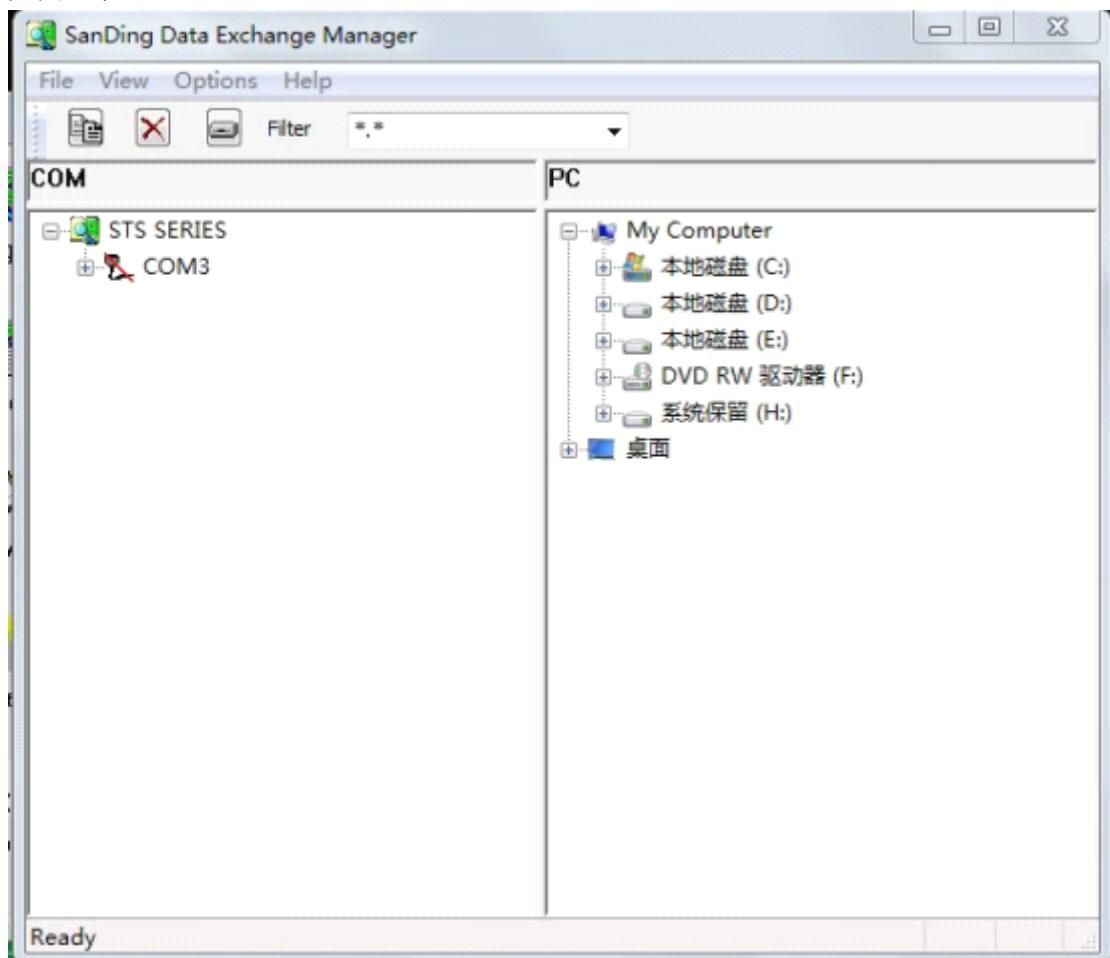 SanDing Data Exchange Manager
File View Options Help
Filter *.*
COM
PC
STS SERIES
COM3
My Computer
本地磁盘 (C:)
本地磁盘 (D:)
本地磁盘 (E:)
DVD RW 驱动器 (F:)
系统保留 (H:)
桌面
Ready